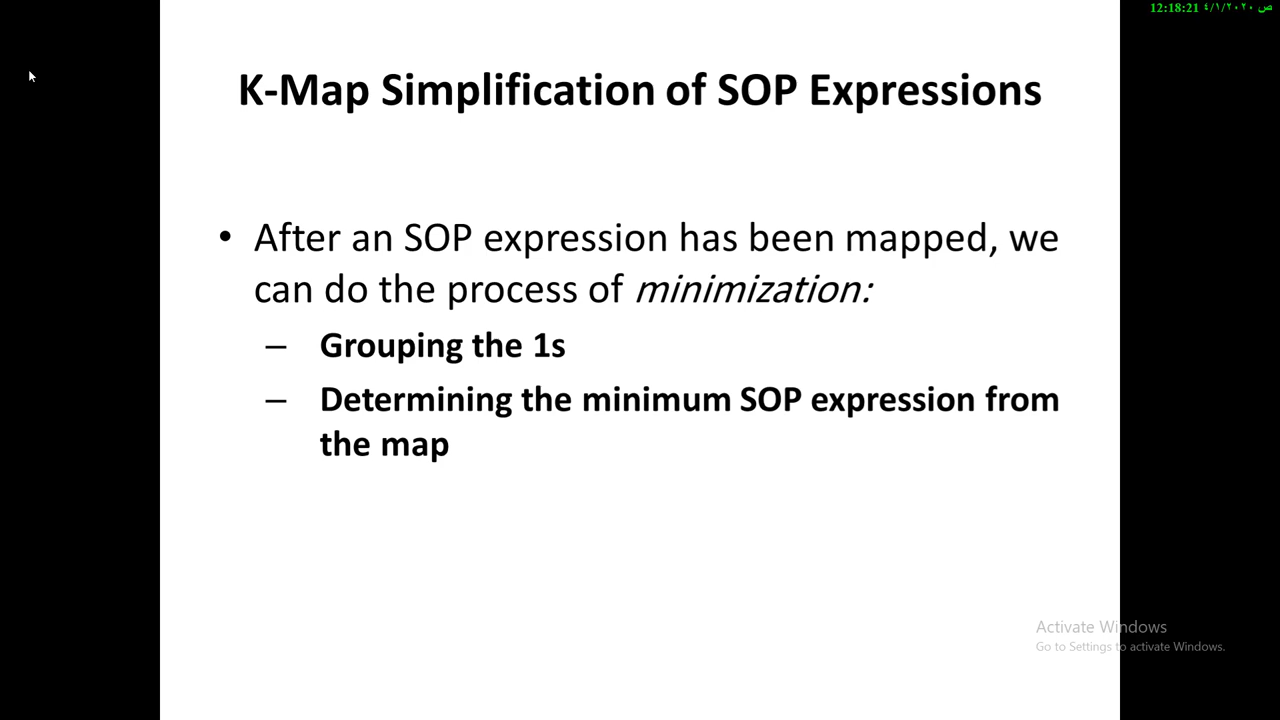 12:18:21 ٤/١/٢٠٢٠ ص
K-Map Simplification of SOP Expressions
• After an SOP expression has been mapped, we
can do the process of minimization:
– Grouping the 1s
– Determining the minimum SOP expression from
the map
Activate Windows
Go to Settings to activate Windows.